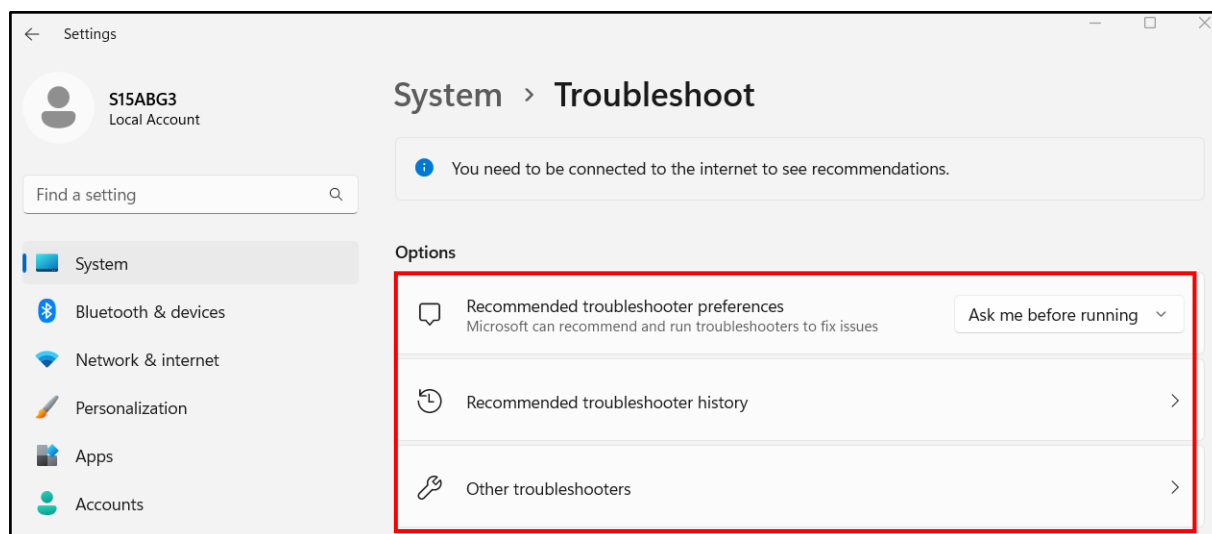 Settings
S15ABG3
Local Account
Find a setting
System
Bluetooth & devices
Network & internet
Personalization
Apps
Accounts
System > Troubleshoot
You need to be connected to the internet to see recommendations.
Options
Recommended troubleshooter preferences
Microsoft can recommend and run troubleshooters to fix issues
Ask me before running
Recommended troubleshooter history
Other troubleshooters